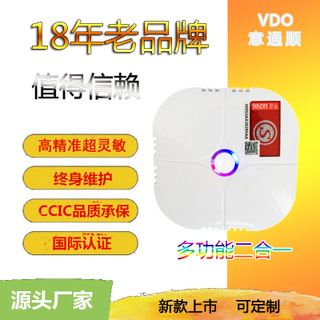 VDO
意通顺
18年老品牌
值得信赖
高精准超灵敏
终身维护
CCIC品质承保
国际认证
多功能二合一
源头厂家
新款上市 可定制